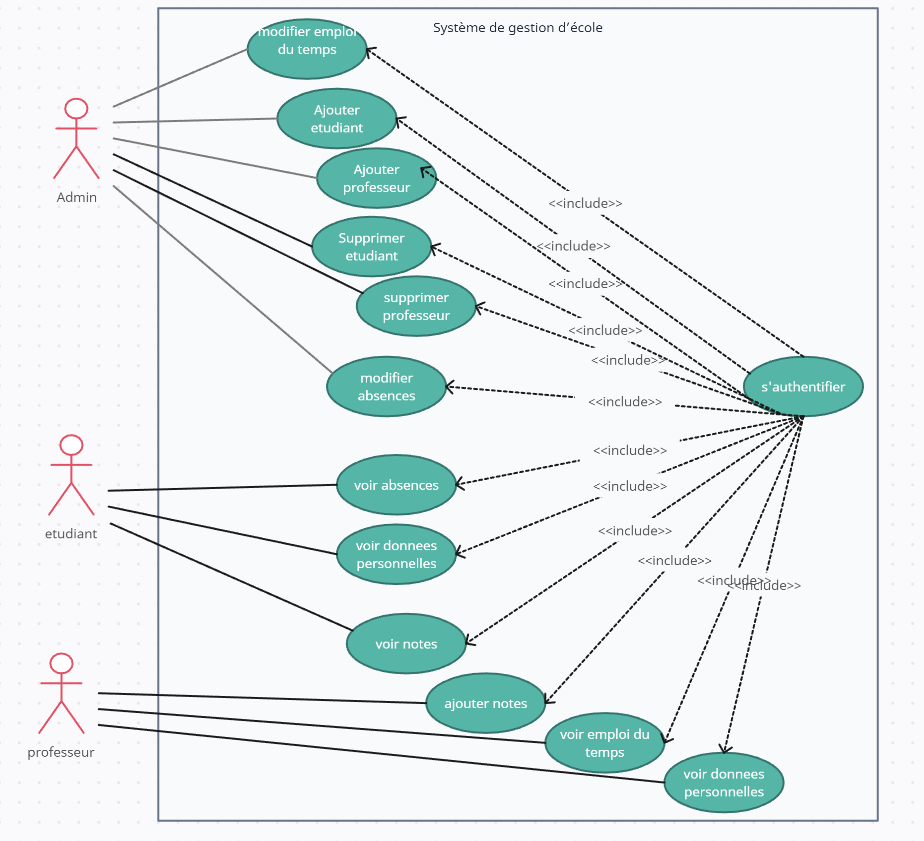 Système de gestion d'école
modifier emploi
du temps
Ajouter
etudiant
Ajouter
professeur
Admin
<<include>>
Supprimer
etudiant
<<include>>
<<include>>
supprimer
professeur
<<include>>
<<include>>
modifier
absences
s'authentifier
<<include>>
<<include>>
voir absences
<<include>>
etudiant
<<include>>
voir donnees
personnelles
<<include>>
<<include>>
<<include>>
voir notes
ajouter notes
professeur
voir emploi du
temps
voir donnees
personnelles